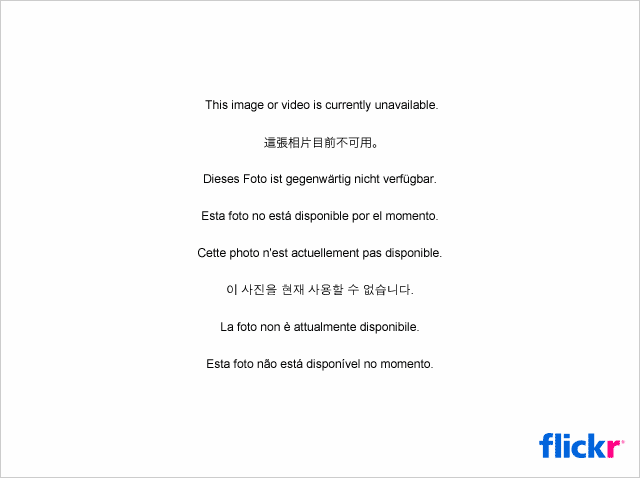 This image or video is currently unavailable.
這張相片目前不可用。
Dieses Foto ist gegenwärtig nicht verfügbar.
Esta foto no está disponible por el momento.
Cette photo n'est actuellement pas disponible.
이 사진을 현재 사용할 수 없습니다.
La foto non è attualmente disponibile.
Esta foto não está disponível no momento.
flickr®